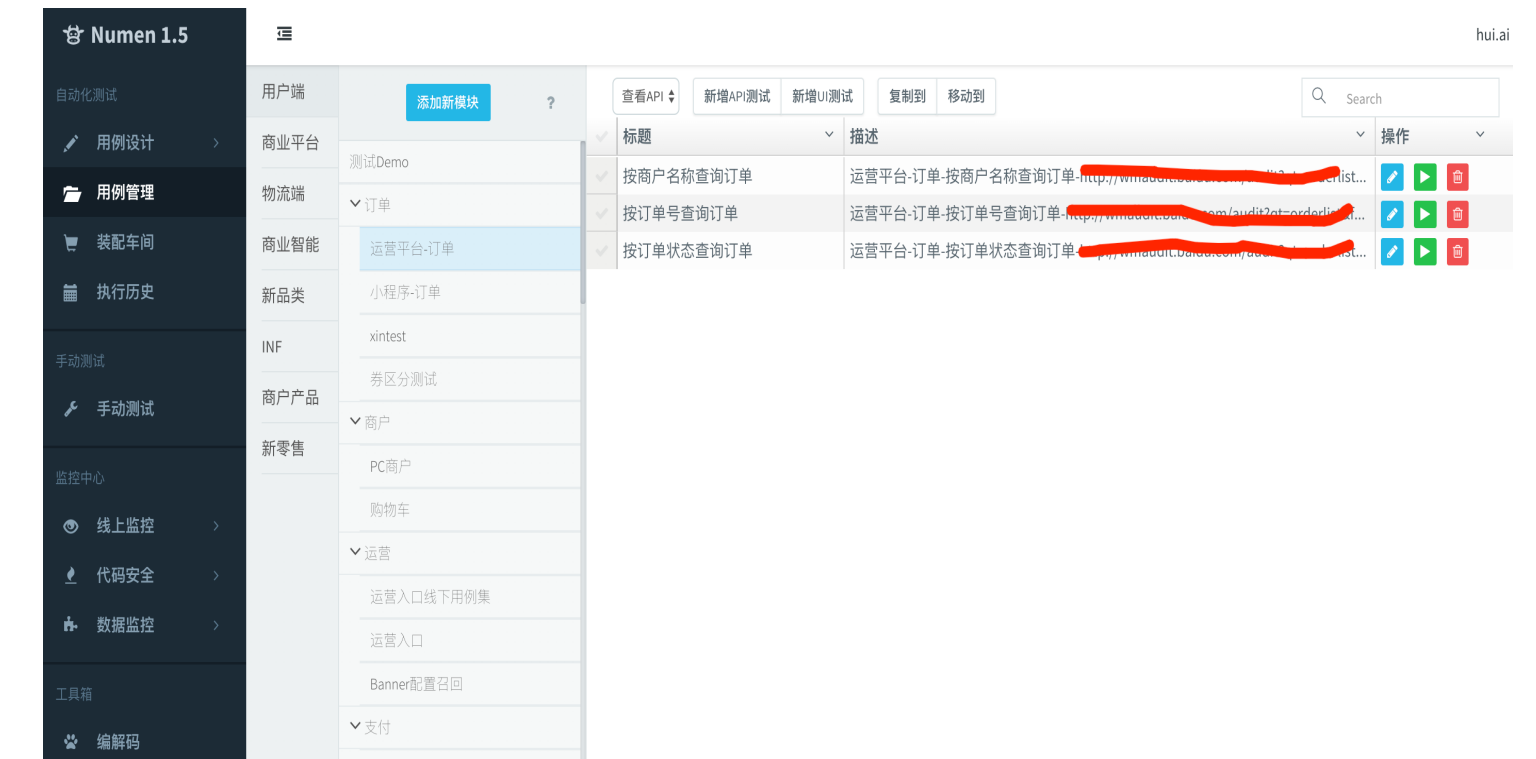 Numen 1.5
hui.ai
自动化测试
用例设计
用例管理
装配车间
执行历史
手动测试
手动测试
监控中心
线上监控
代码安全
数据监控
工具箱
编解码
用户端
商业平台
物流端
商业智能
新品类
INF
商户产品
新零售
添加新模块 ?
测试Demo
订单
运营平台-订单
小程序-订单
xintest
券区分测试
商户
PC商户
购物车
运营
运营入口线下用例集
运营入口
Banner配置召回
支付
查看API 新增API测试 新增UI测试 复制到 移动到 Search
标题 描述 操作
按商户名称查询订单 运营平台-订单-按商户名称查询订单-
按订单号查询订单 运营平台-订单-按订单号查询订单-
按订单状态查询订单 运营平台-订单-按订单状态查询订单-